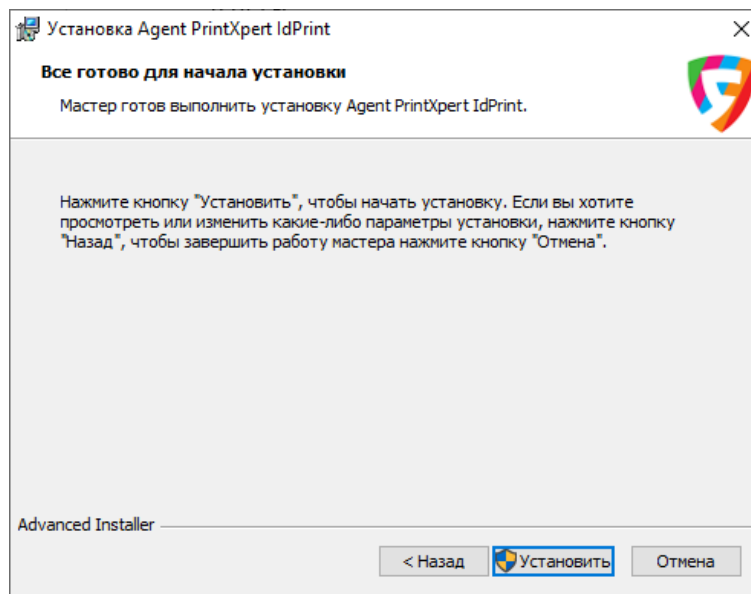 Установка Agent PrintXpert IdPrint
Все готово для начала установки
Мастер готов выполнить установку Agent PrintXpert IdPrint.
Нажмите кнопку "Установить", чтобы начать установку. Если вы хотите
просмотреть или изменить какие-либо параметры установки, нажмите кнопку
"Назад", чтобы завершить работу мастера нажмите кнопку "Отмена".
Advanced Installer
< Назад
Установить
Отмена